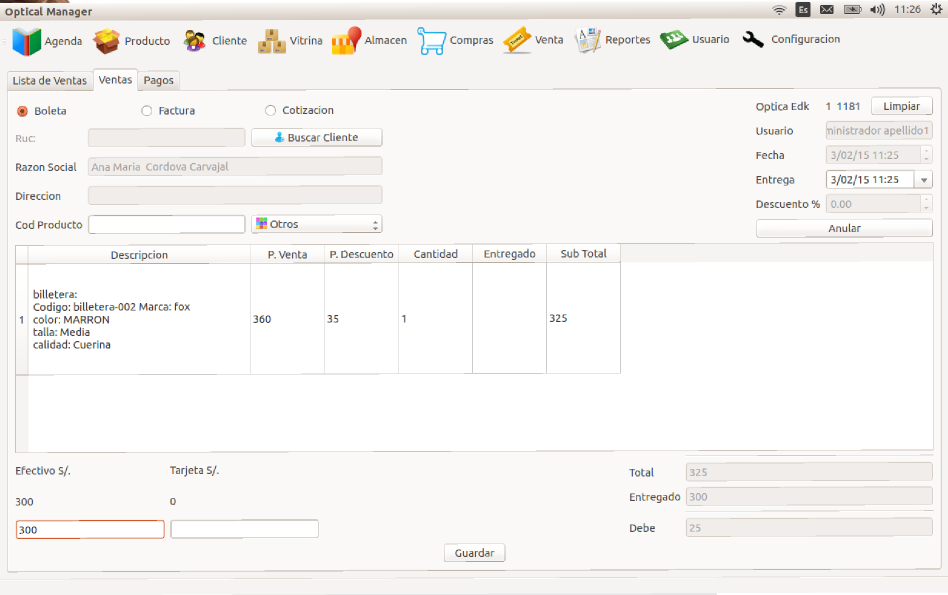 Optical Manager
Es
11:26
Agenda
Producto
Cliente
Vitrina
Almacen
Compras
Venta
Reportes
Usuario
Configuracion
Lista de Ventas
Ventas
Pagos
Boleta
Factura
Cotizacion
Optica Edk 1 1181
Limpiar
Ruc:
Buscar Cliente
Usuario
ninistrador apellido1
Razon Social
Ana Maria Cordova Carvajal
Fecha
3/02/15 11:25
Entrega
3/02/15 11:25
Direccion
Descuento %
0.00
Cod Producto
Otros
Anular
Descripcion
P. Venta
P. Descuento
Cantidad
Entregado
Sub Total
1
billetera:
Codigo: billetera-002 Marca: fox
color: MARRON
talla: Media
calidad: Cuerina
360
35
1
325
Efectivo S/.
Tarjeta S/.
300
0
300
Total
325
Entregado
300
Debe
25
Guardar